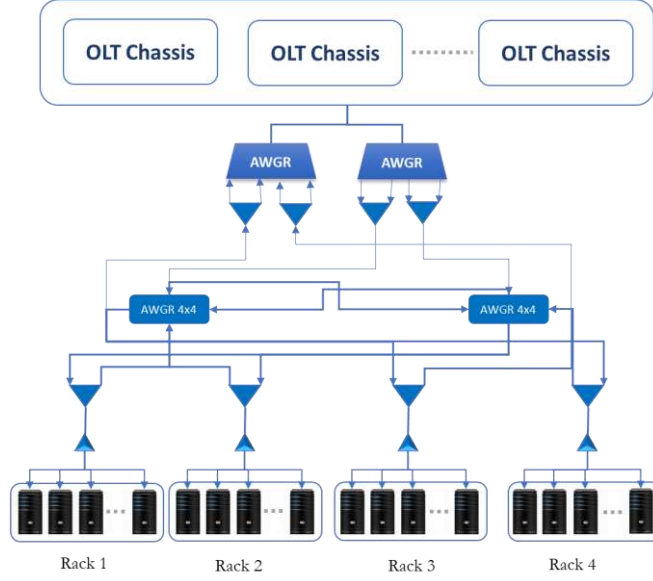 OLT Chassis OLT Chassis OLT Chassis
AWGR AWGR
AWGR 4x4 AWGR 4x4
Rack 1 Rack 2 Rack 3 Rack 4